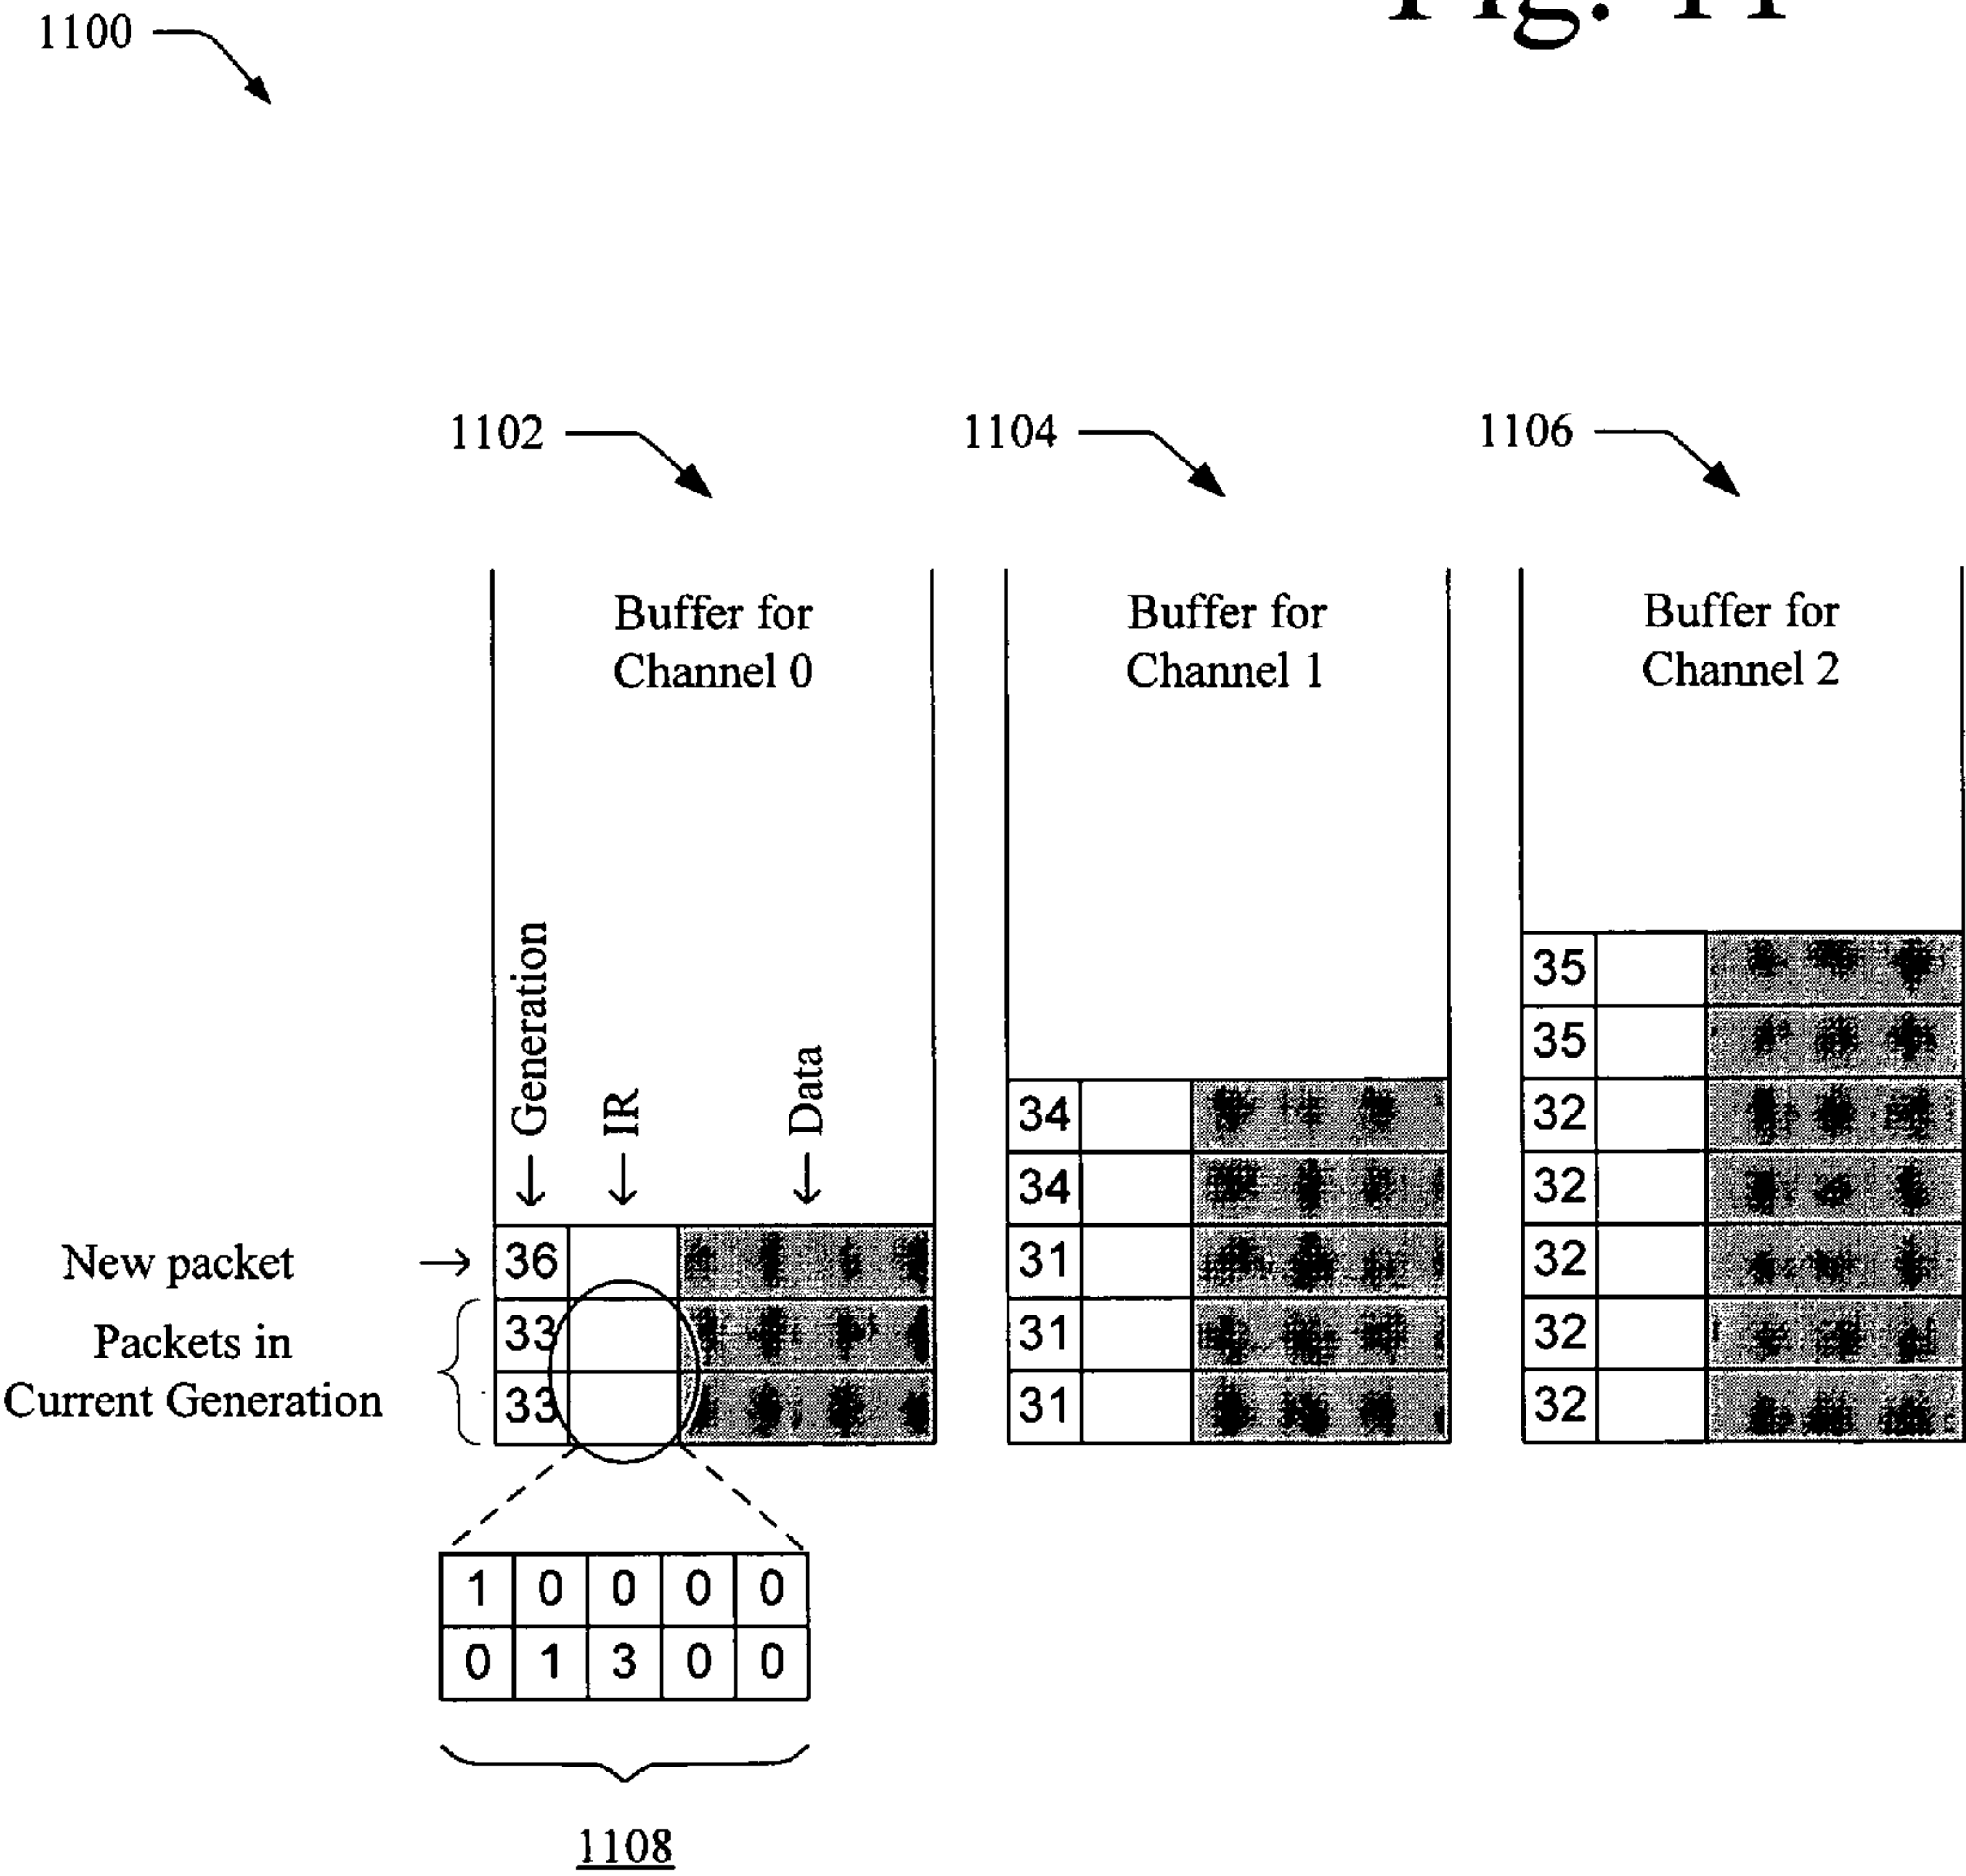 Fig. 11
1100
1102
1104
1106
Buffer for
Channel 0
Buffer for
Channel 1
Buffer for
Channel 2
Generation
IR
Data
New packet
Packets in
Current Generation
36
33
33
34
34
31
31
31
35
35
32
32
32
32
32
1 0 0 0 0
0 1 3 0 0
1108